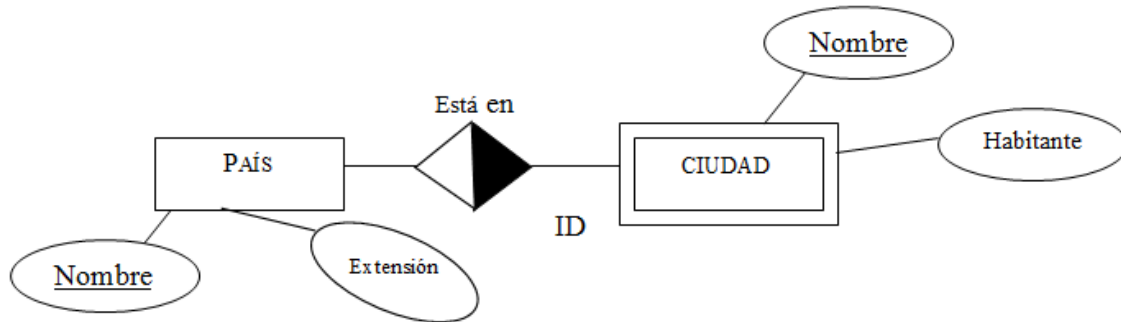 Nombre
Está en
PAÍS
CIUDAD
Habitante
ID
Nombre
Extensión